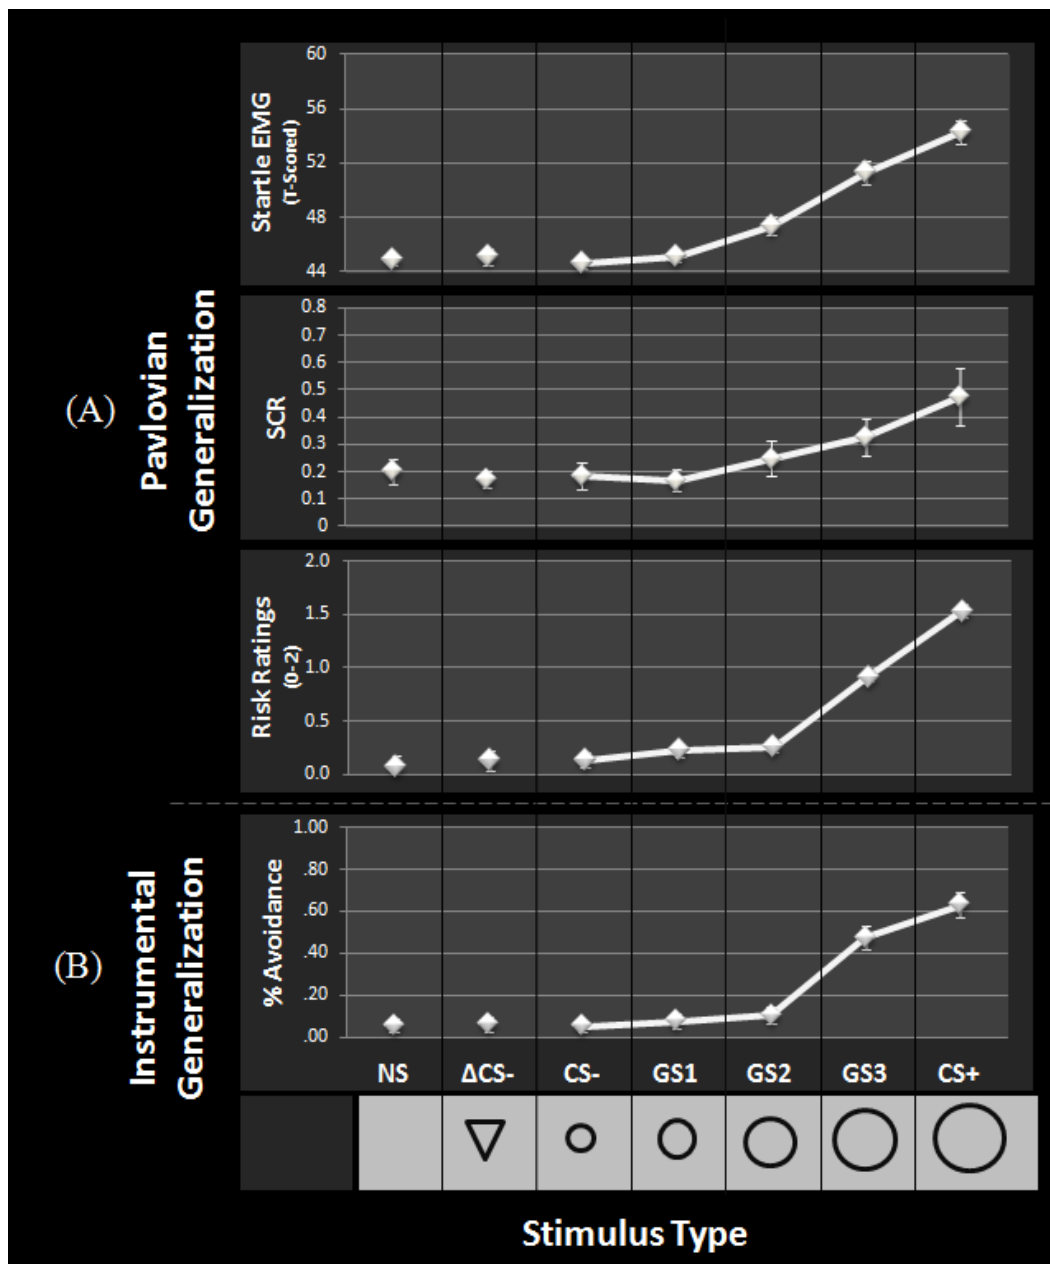 (A)
Pavlovian
Generalization
Startle EMG
(T-Scored)
60
56
52
48
44
SCR
0.8
0.7
0.6
0.5
0.4
0.3
0.2
0.1
0
Risk Ratings
(0-2)
2.0
1.5
1.0
0.5
0.0
(B)
Instrumental
Generalization
% Avoidance
1.00
.80
.60
.40
.20
.00
NS ΔCS- CS- GS1 GS2 GS3 CS+
Stimulus Type